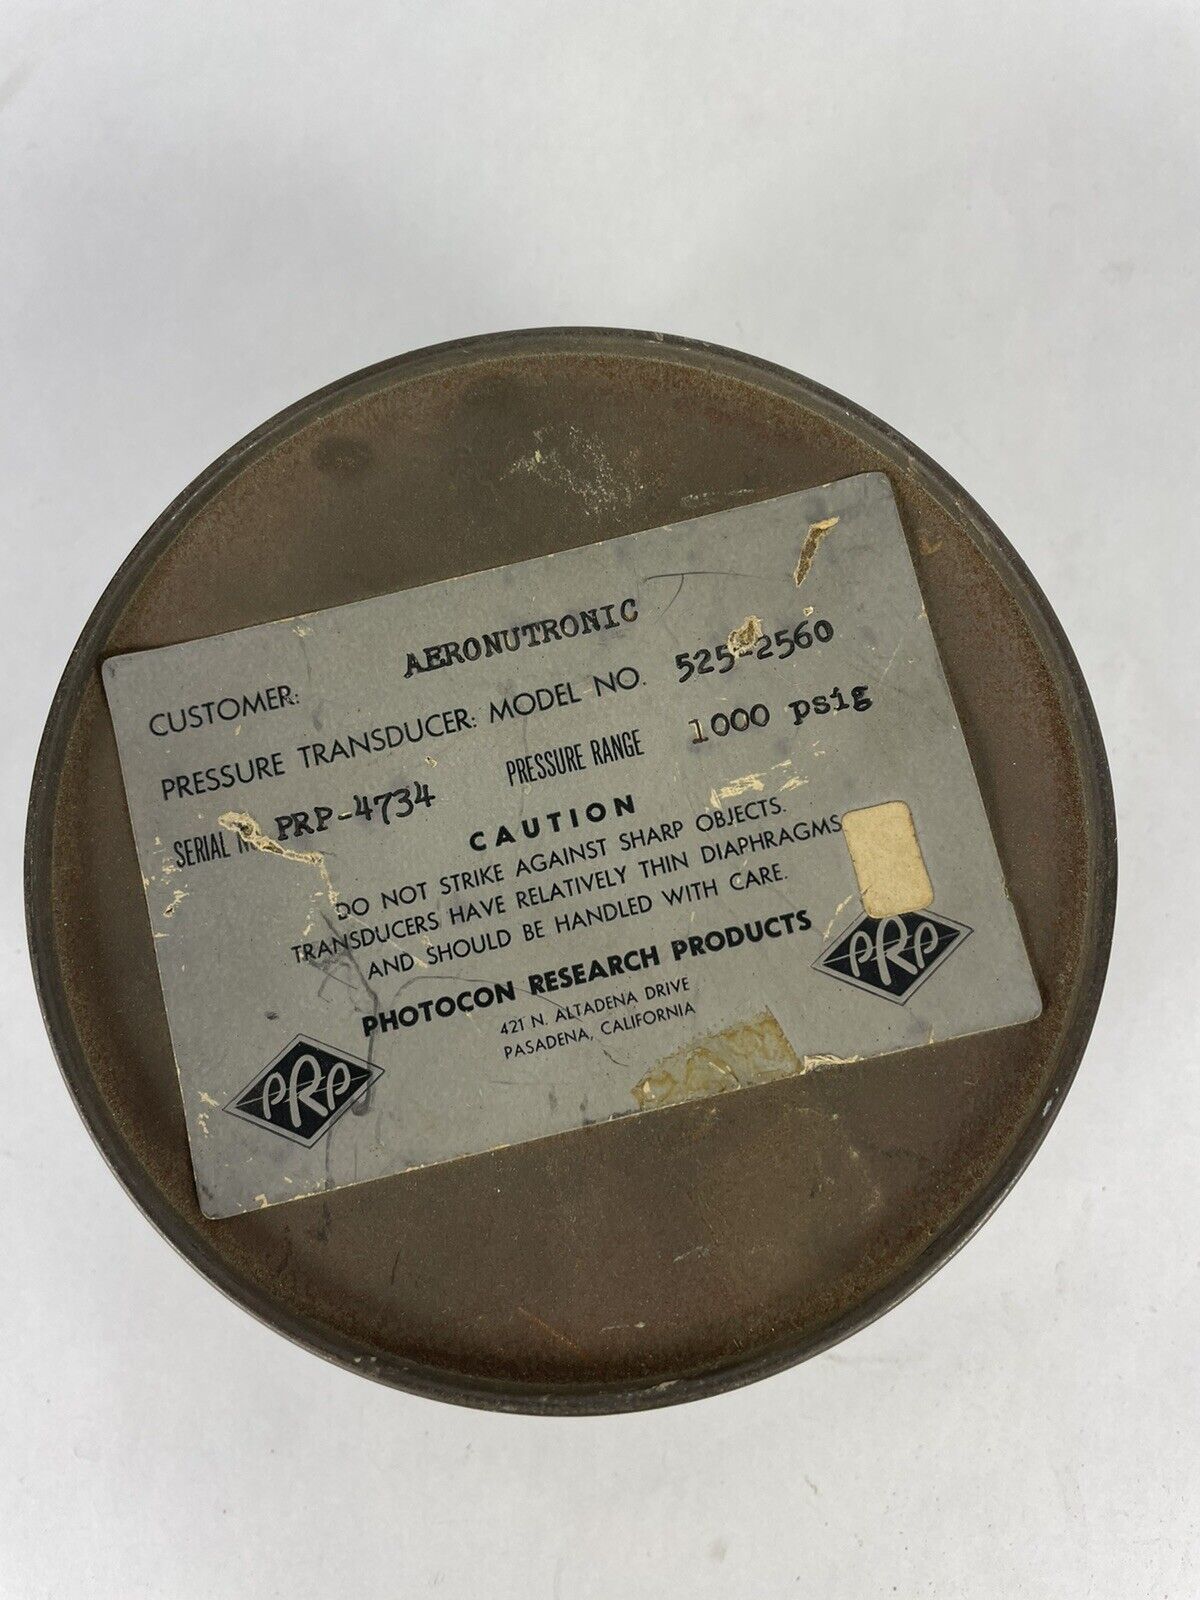 CUSTOMER: AERONUTRONIC
PRESSURE TRANSDUCER: MODEL NO. 525-2560
SERIAL PRP-4734 PRESSURE RANGE 1000 psig
CAUTION
DO NOT STRIKE AGAINST SHARP OBJECTS.
TRANSDUCERS HAVE RELATIVELY THIN DIAPHRAGMS
AND SHOULD BE HANDLED WITH CARE.
PHOTOCON RESEARCH PRODUCTS
421 N. ALTADENA DRIVE
PASADENA, CALIFORNIA
PRP
PRP